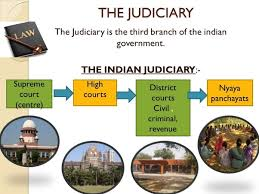 THE JUDICIARY
LAW
The Judiciary is the third branch of the indian
government.
THE INDIAN JUDICIARY:-
Supreme
court
(centre)
High
courts
District
courts
Civil ,
criminal,
revenue
Nyaya
panchayats